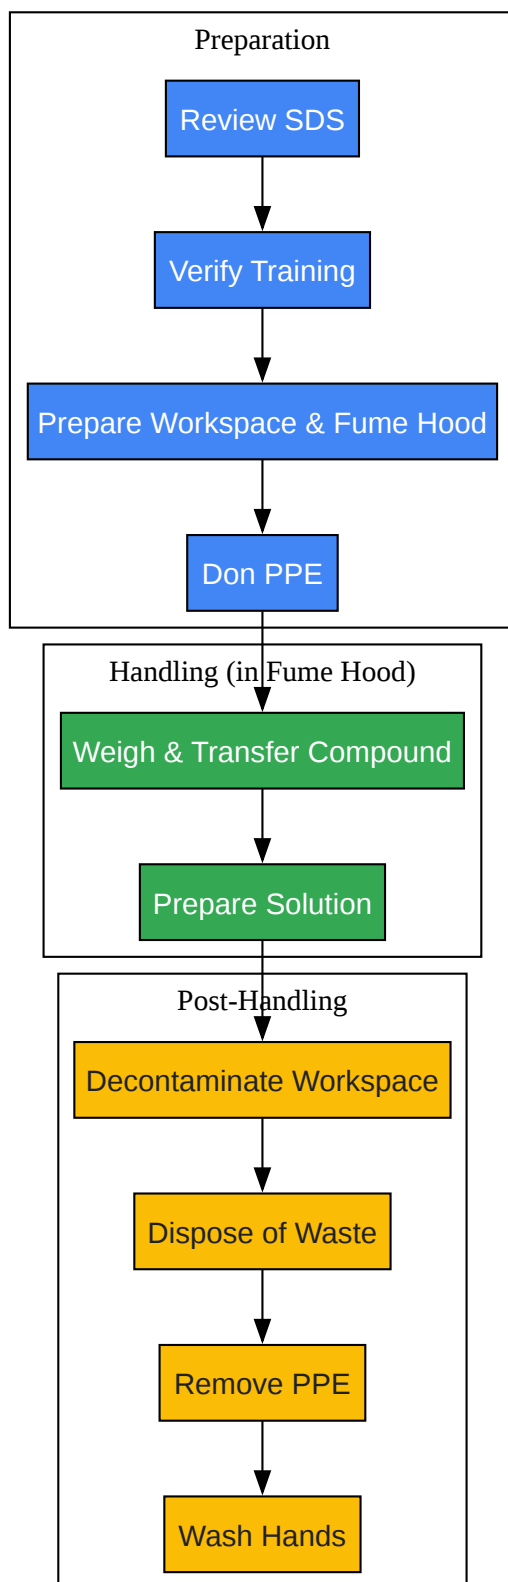 Preparation
Review SDS
Verify Training
Prepare Workspace & Fume Hood
Don PPE
Handling (in Fume Hood)
Weigh & Transfer Compound
Prepare Solution
Post-Handling
Decontaminate Workspace
Dispose of Waste
Remove PPE
Wash Hands